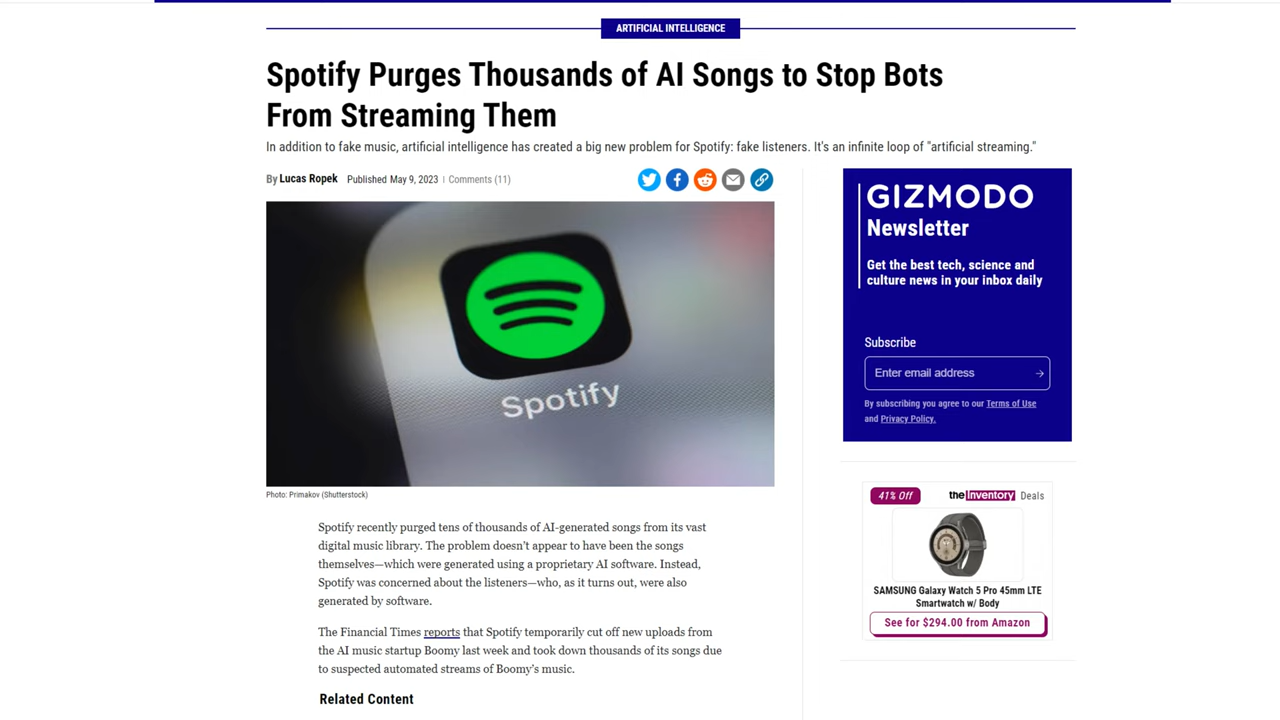 ARTIFICIAL INTELLIGENCE
Spotify Purges Thousands of AI Songs to Stop Bots
From Streaming Them
In addition to fake music, artificial intelligence has created a big new problem for Spotify: fake listeners. It's an infinite loop of "artificial streaming."
By Lucas Ropek Published May 9, 2023 | Comments (11)
Spotify
Photo: Primakov (Shutterstock)
Spotify recently purged tens of thousands of AI-generated songs from its vast
digital music library. The problem doesn't appear to have been the songs
themselves—which were generated using a proprietary AI software. Instead,
Spotify was concerned about the listeners—who, as it turns out, were also
generated by software.
The Financial Times reports that Spotify temporarily cut off new uploads from
the AI music startup Boomy last week and took down thousands of its songs due
to suspected automated streams of Boomy's music.
Related Content
GIZMODO
Newsletter
Get the best tech, science and
culture news in your inbox daily
Subscribe
Enter email address
By subscribing you agree to our Terms of Use
and Privacy Policy.
41% Off
theInventory Deals
SAMSUNG Galaxy Watch 5 Pro 45mm LTE
Smartwatch w/ Body
See for $294.00 from Amazon